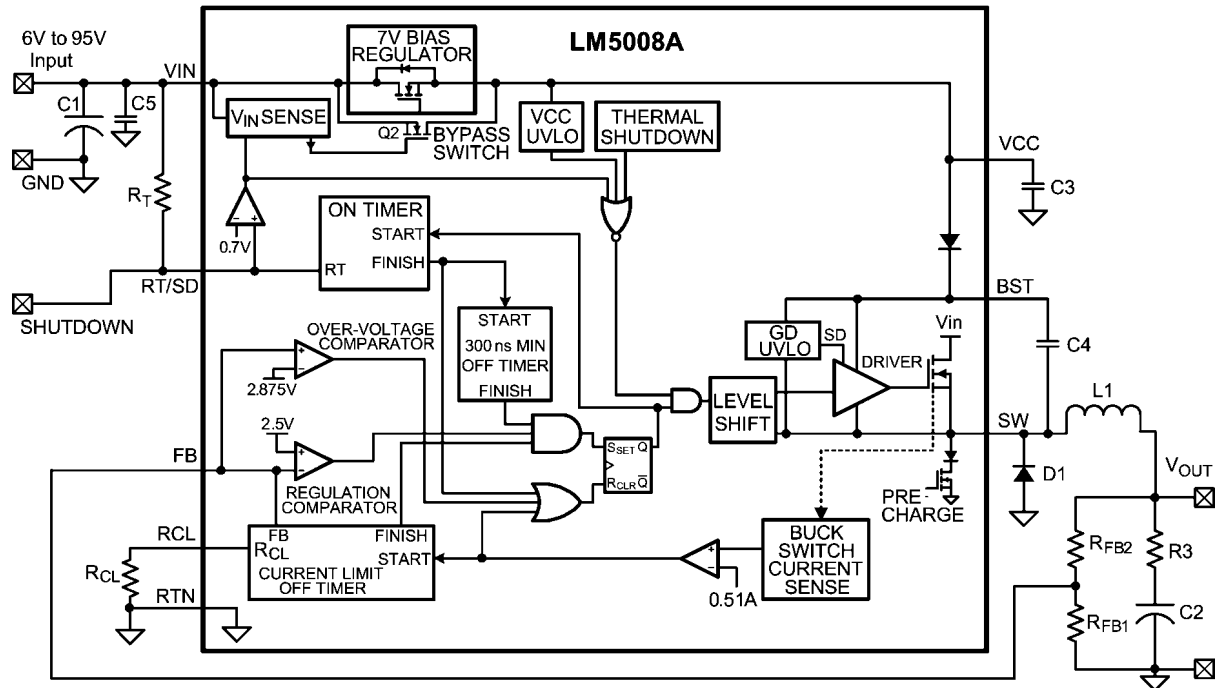 LM5008A
6V to 95V
Input
VIN
C1
C5
GND
RT
7V BIAS
REGULATOR
VIN SENSE
Q2
BYPASS
SWITCH
VCC
UVLO
THERMAL
SHUTDOWN
VCC
C3
0.7V
ON TIMER
START
RT
FINISH
RT/SD
SHUTDOWN
START
300 ns MIN
OFF TIMER
FINISH
OVER-VOLTAGE
COMPARATOR
2.875V
2.5V
FB
REGULATION
COMPARATOR
SSET Q
RCLR Q̅
LEVEL
SHIFT
GD
UVLO
SD
DRIVER
Vin
BST
C4
SW
L1
D1
VOUT
PRE-
CHARGE
RCL
RCL
RTN
FB
FINISH
RCL
START
CURRENT LIMIT
OFF TIMER
0.51A
BUCK
SWITCH
CURRENT
SENSE
RFB2
R3
RFB1
C2